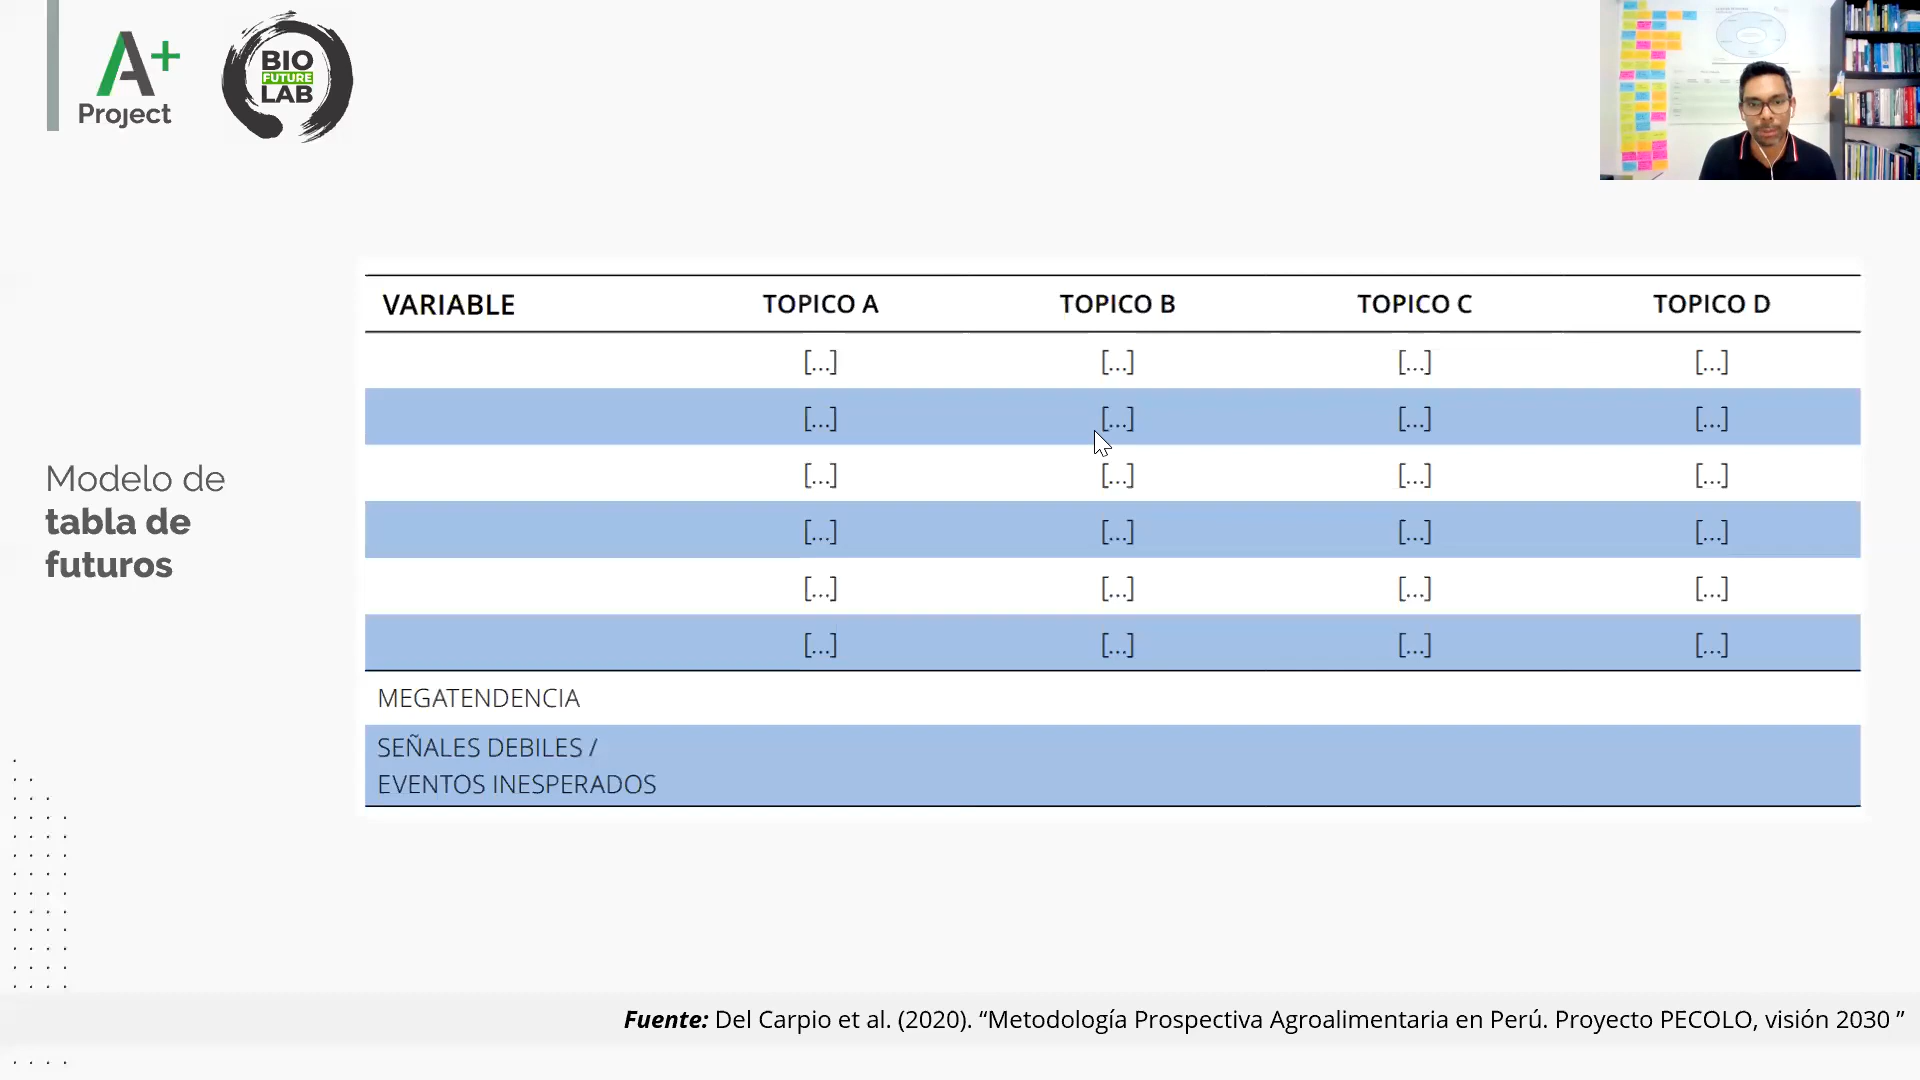 A+
Project
BIO
FUTURE
LAB
VARIABLE TOPICO A TOPICO B TOPICO C TOPICO D
[...] [...] [...] [...]
[...] [...] [...] [...]
[...] [...] [...] [...]
[...] [...] [...] [...]
[...] [...] [...] [...]
[...] [...] [...] [...]
MEGATENDENCIA
SEÑALES DEBILES /
EVENTOS INESPERADOS
Modelo de
tabla de
futuros
Fuente: Del Carpio et al. (2020). “Metodología Prospectiva Agroalimentaria en Perú. Proyecto PECOLO, visión 2030 ”